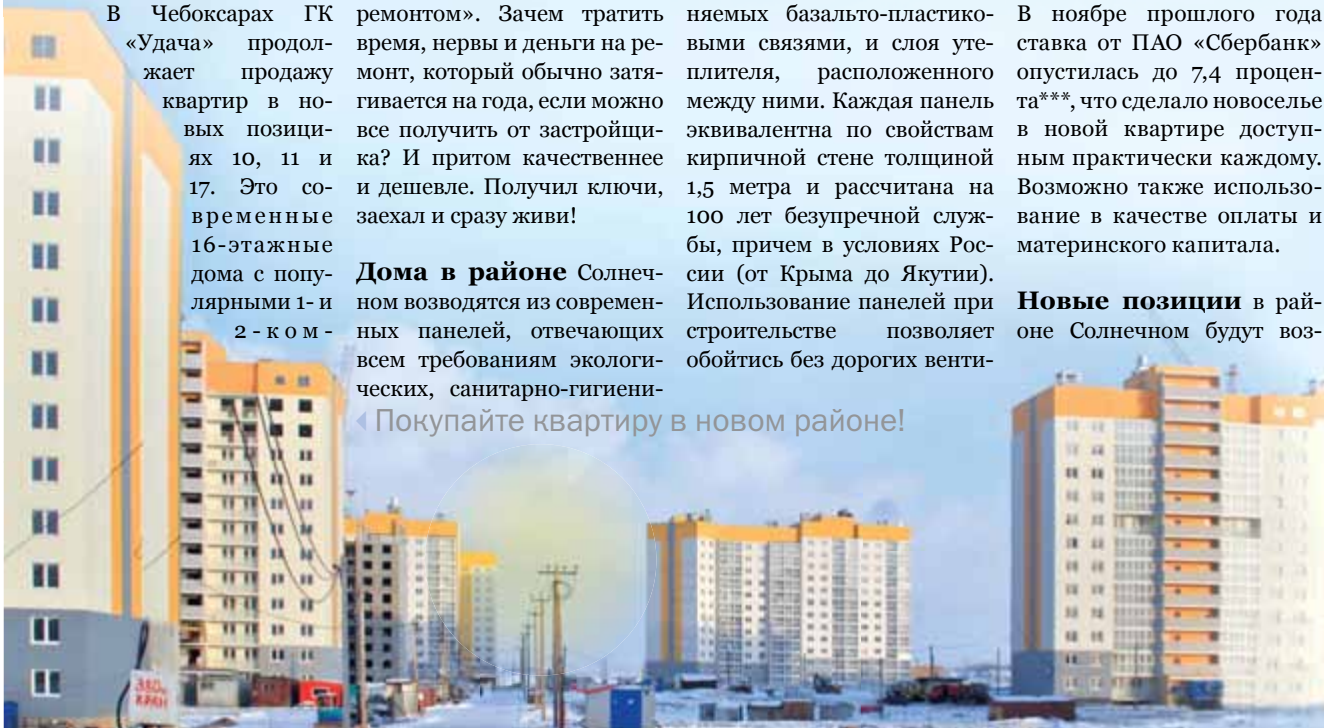 В Чебоксарах ГК
«Удача» продол-
жает продажу
квартир в но-
вых позици-
ях 10, 11 и
17. Это со-
временные
16-этажные
дома с попу-
лярными 1- и
2-ком-
ремонтом». Зачем тратить
время, нервы и деньги на ре-
монт, который обычно затя-
гивается на года, если можно
все получить от застройщи-
ка? И притом качественнее
и дешевле. Получил ключи,
заехал и сразу живи!
Дома в районе Солнеч-
ном возводятся из современ-
ных панелей, отвечающих
всем требованиям экологи-
ческих, санитарно-гигиени-
няемых базальто-пластико-
выми связями, и слоя уте-
плителя, расположенного
между ними. Каждая панель
эквивалентна по свойствам
кирпичной стене толщиной
1,5 метра и рассчитана на
100 лет безупречной служ-
бы, причем в условиях Рос-
сии (от Крыма до Якутии).
Использование панелей при
строительстве позволяет
обойтись без дорогих венти-
В ноябре прошлого года
ставка от ПАО «Сбербанк»
опустилась до 7,4 процен-
та***, что сделало новоселье
в новой квартире доступ-
ным практически каждому.
Возможно также использо-
вание в качестве оплаты и
материнского капитала.
Новые позиции в рай-
оне Солнечном будут воз-
Покупайте квартиру в новом районе!